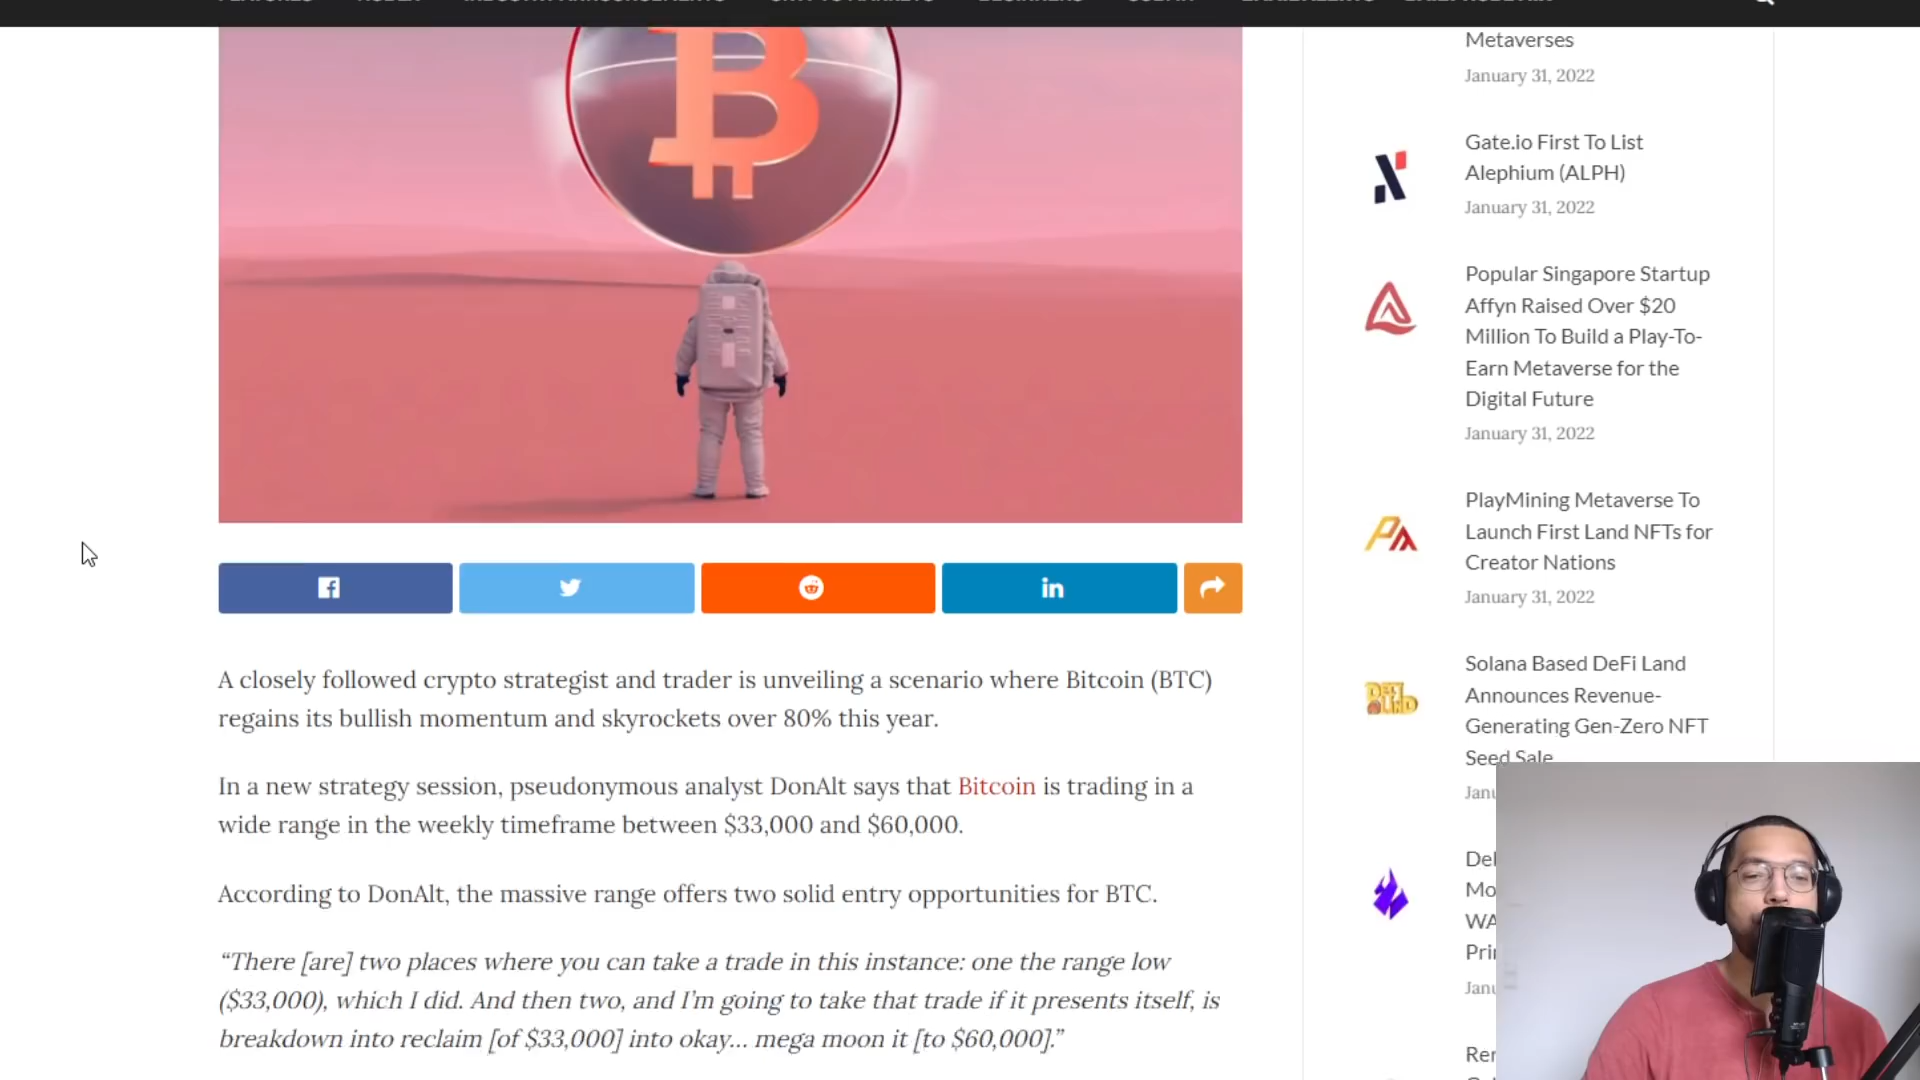 Metaverses
January 31, 2022
Gate.io First To List
Alephium (ALPH)
January 31, 2022
Popular Singapore Startup
Affyn Raised Over $20
Million To Build a Play-To-
Earn Metaverse for the
Digital Future
January 31, 2022
PlayMining Metaverse To
Launch First Land NFTs for
Creator Nations
January 31, 2022
Solana Based DeFi Land
Announces Revenue-
Generating Gen-Zero NFT
Seed Sale
A closely followed crypto strategist and trader is unveiling a scenario where Bitcoin (BTC)
regains its bullish momentum and skyrockets over 80% this year.
In a new strategy session, pseudonymous analyst DonAlt says that Bitcoin is trading in a
wide range in the weekly timeframe between $33,000 and $60,000.
According to DonAlt, the massive range offers two solid entry opportunities for BTC.
“There [are] two places where you can take a trade in this instance: one the range low
($33,000), which I did. And then two, and I’m going to take that trade if it presents itself, is
breakdown into reclaim [of $33,000] into okay… mega moon it [to $60,000].”